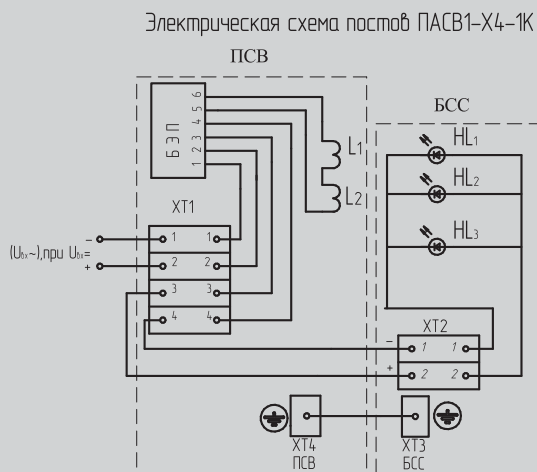 Электрическая схема постов ПАСВ1-Х4-1К
ПСВ
БСС
БЭП
6
5
4
3
2
1
L1
L2
HL1
HL2
HL3
XT1
(Uвх~),при Uвх=
−
+
1 1
2 2
3 3
4 4
XT2
−
+
1 1
2 2
XT4
ПСВ
XT3
БСС